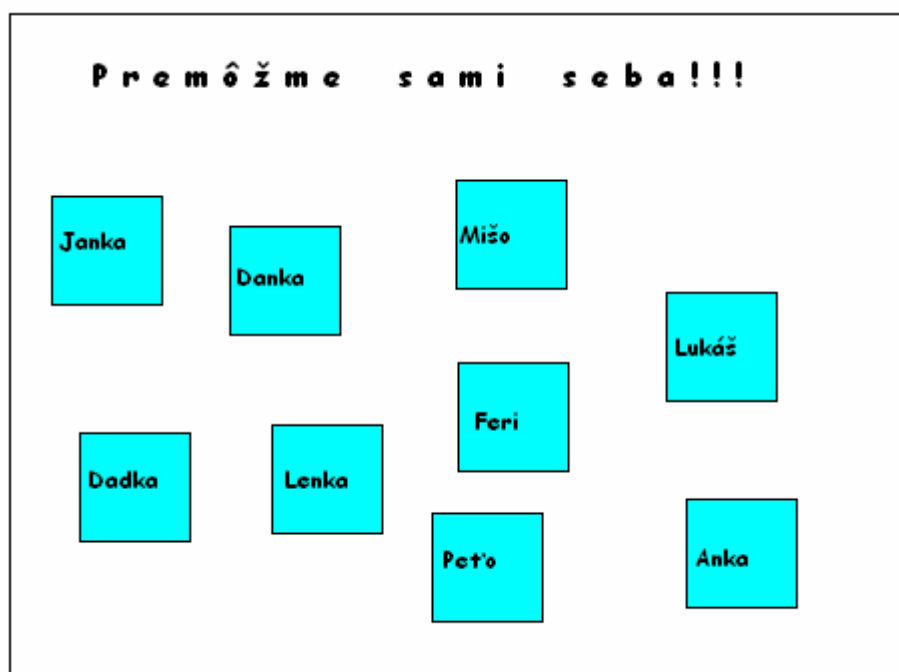 Premôžme sami seba!!!
Janka
Danka
Mišo
Lukáš
Feri
Dadka
Lenka
Peťo
Anka